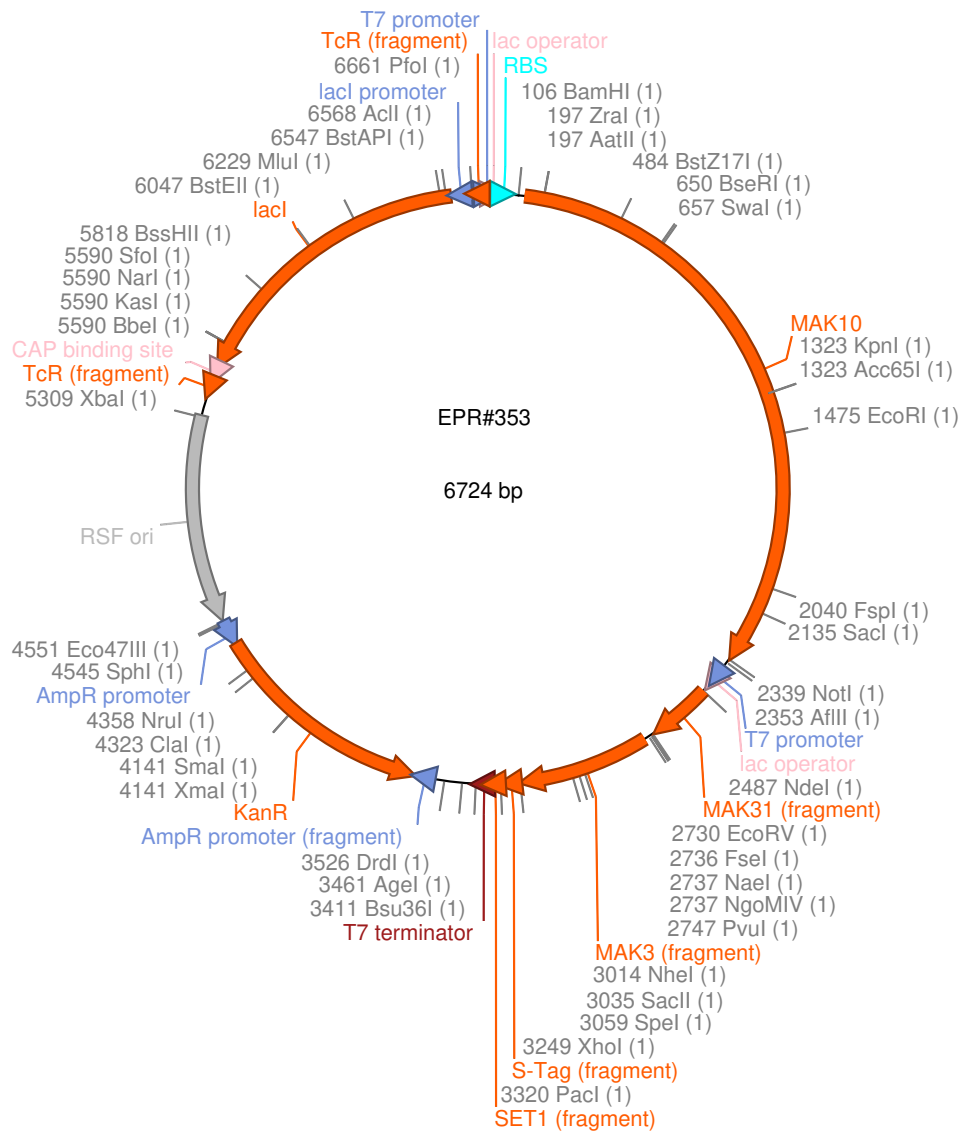 T7 promoter
TcR (fragment)
lac operator
6661 PfoI (1)
RBS
lacI promoter
106 BamHI (1)
6568 AclI (1)
197 ZraI (1)
6547 BstAPI (1)
197 AatII (1)
6229 MluI (1)
484 BstZ17I (1)
6047 BstEII (1)
650 BseRI (1)
lacI
657 SwaI (1)
5818 BssHII (1)
5590 SfoI (1)
5590 NarI (1)
5590 KasI (1)
5590 BbeI (1)
MAK10
CAP binding site
1323 KpnI (1)
TcR (fragment)
1323 Acc65I (1)
5309 XbaI (1)
EPR#353
1475 EcoRI (1)
6724 bp
RSF ori
2040 FspI (1)
2135 SacI (1)
4551 Eco47III (1)
4545 SphI (1)
AmpR promoter
2339 NotI (1)
4358 NruI (1)
2353 AflII (1)
4323 ClaI (1)
T7 promoter
4141 SmaI (1)
lac operator
4141 XmaI (1)
2487 NdeI (1)
KanR
MAK31 (fragment)
AmpR promoter (fragment)
2730 EcoRV (1)
3526 DrdI (1)
2736 FseI (1)
3461 AgeI (1)
2737 NaeI (1)
3411 Bsu36I (1)
2737 NgoMIV (1)
T7 terminator
2747 PvuI (1)
MAK3 (fragment)
3014 NheI (1)
3035 SacII (1)
3059 SpeI (1)
3249 XhoI (1)
S-Tag (fragment)
3320 PacI (1)
SET1 (fragment)